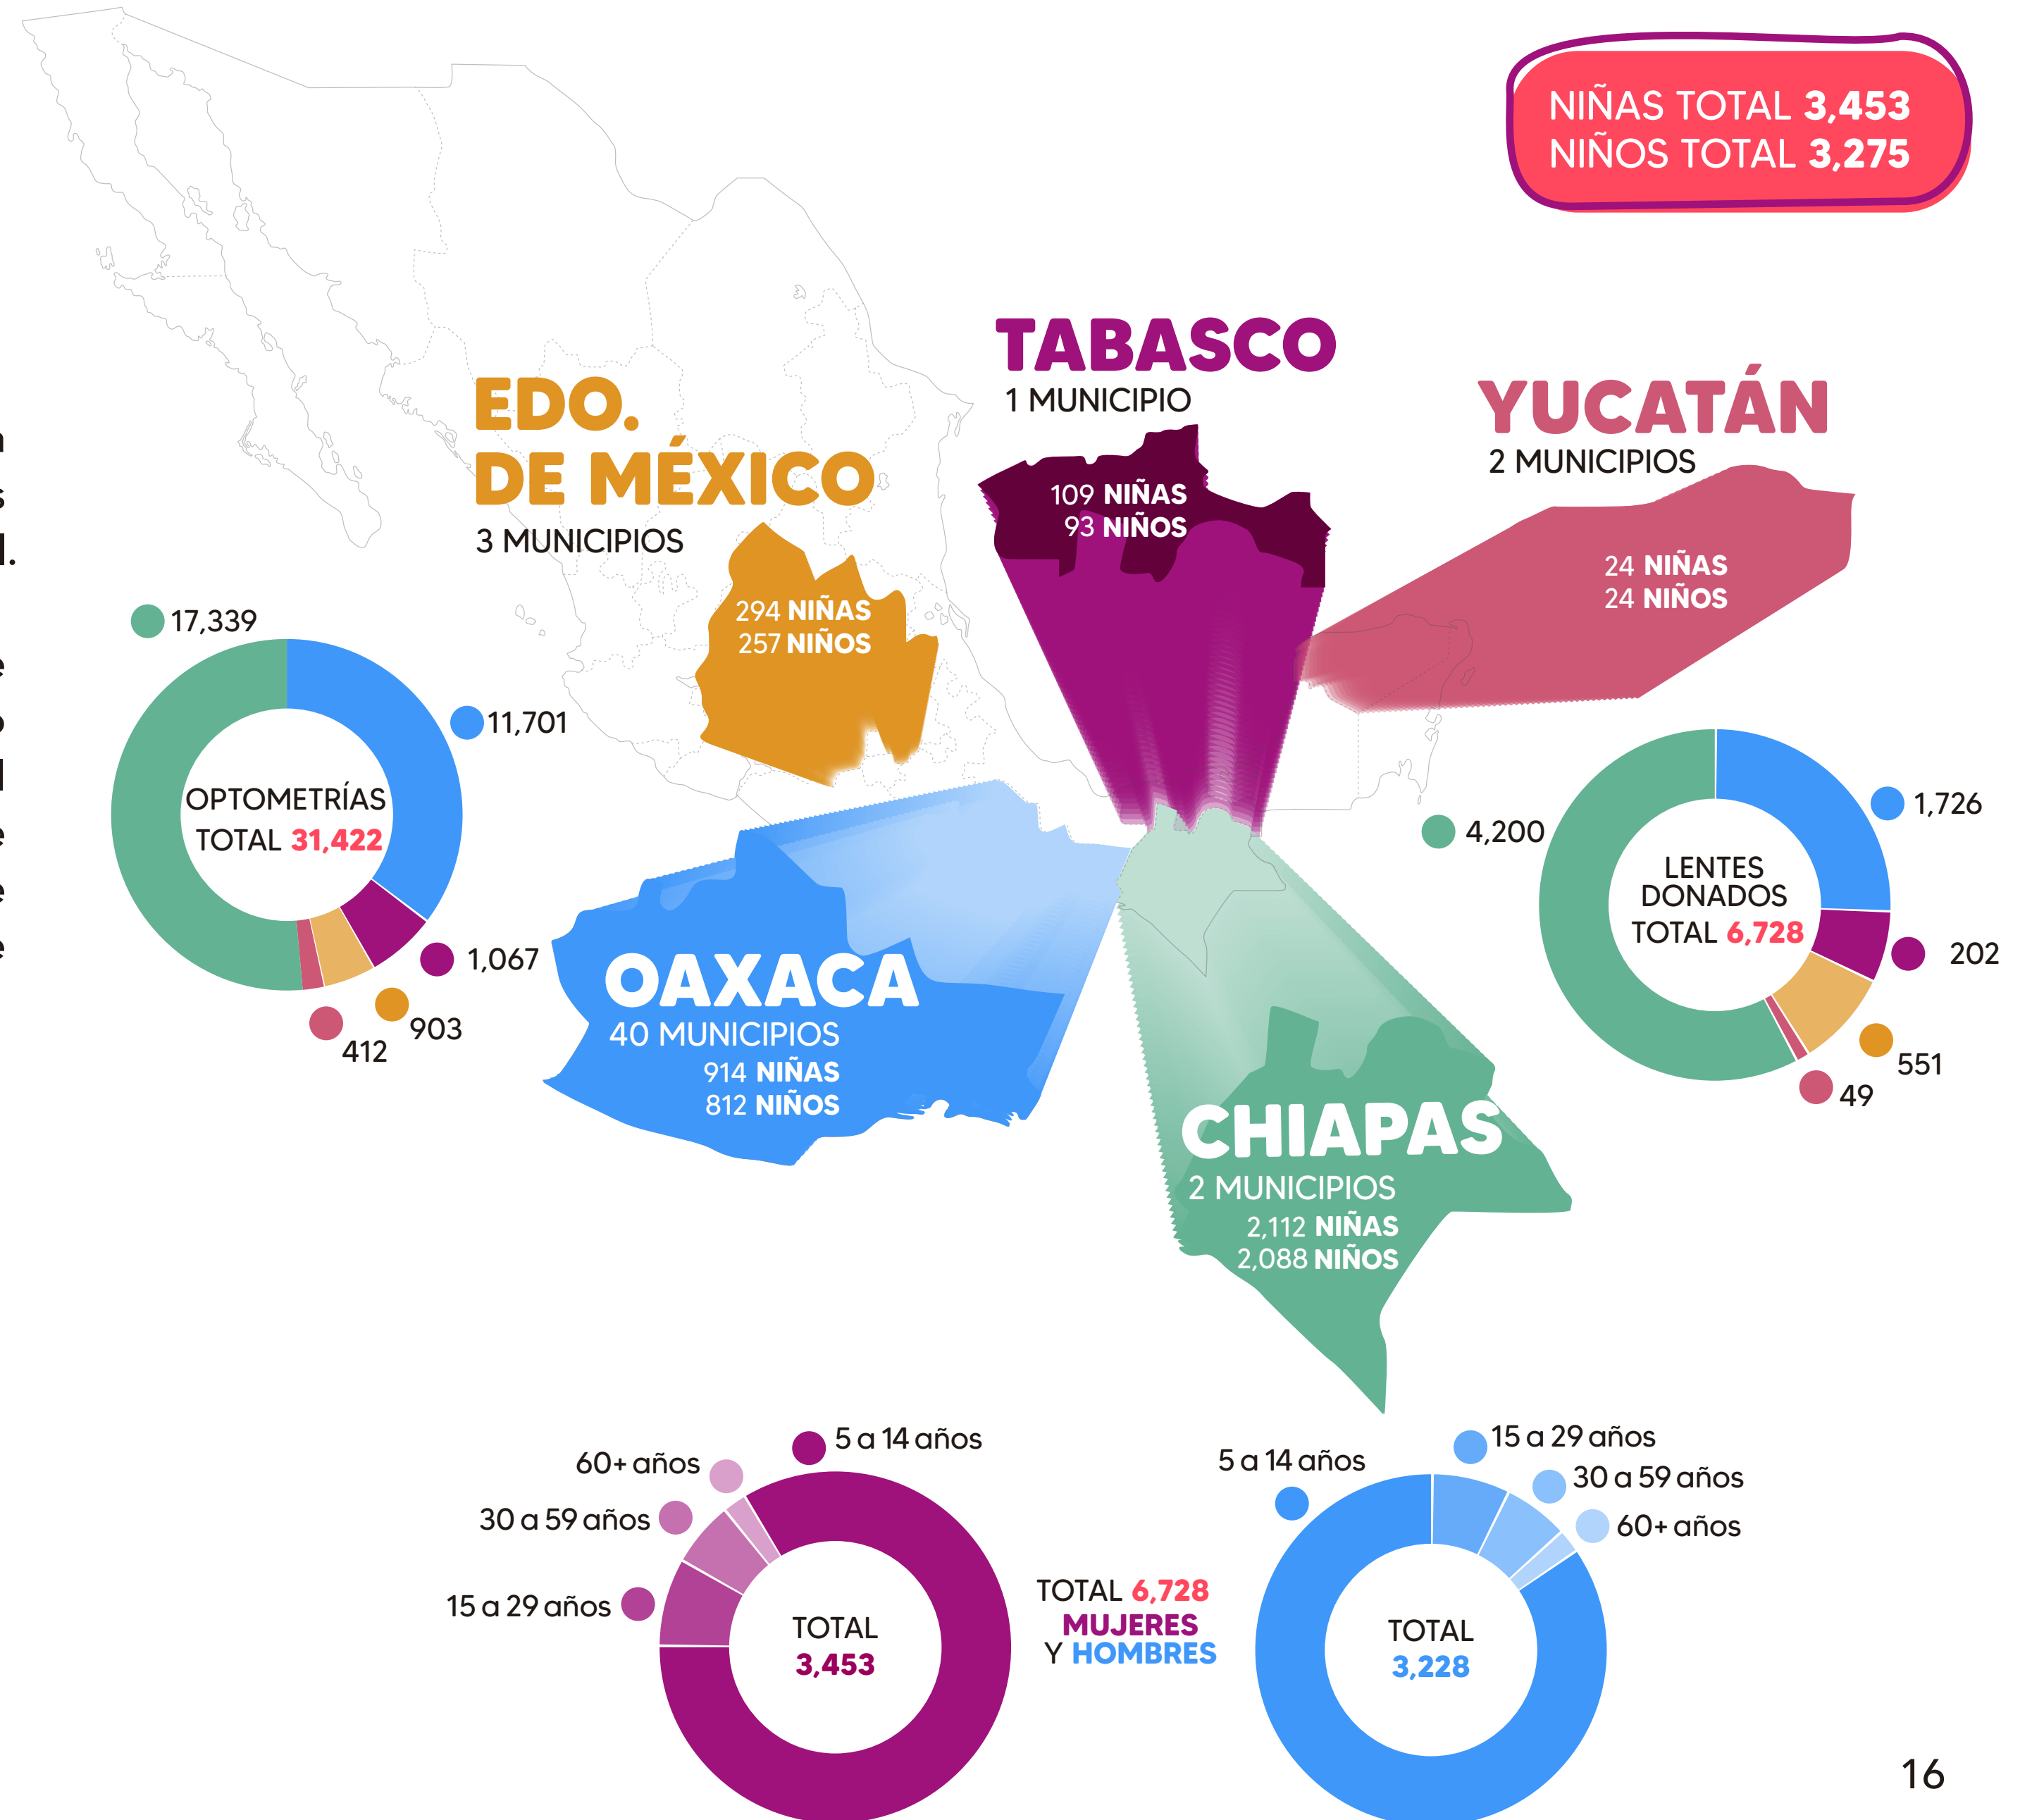 NIÑAS TOTAL 3,453
NIÑOS TOTAL 3,275
TABASCO
1 MUNICIPIO
109 NIÑAS
93 NIÑOS
YUCATÁN
2 MUNICIPIOS
24 NIÑAS
24 NIÑOS
EDO.
DE MÉXICO
3 MUNICIPIOS
294 NIÑAS
257 NIÑOS
17,339
11,701
OPTOMETRÍAS
TOTAL 31,422
1,067
903
412
OAXACA
40 MUNICIPIOS
914 NIÑAS
812 NIÑOS
CHIAPAS
2 MUNICIPIOS
2,112 NIÑAS
2,088 NIÑOS
1,726
4,200
LENTES
DONADOS
TOTAL 6,728
202
551
49
5 a 14 años
60+ años
30 a 59 años
15 a 29 años
TOTAL
3,453
TOTAL 6,728
MUJERES
Y HOMBRES
15 a 29 años
5 a 14 años
30 a 59 años
60+ años
TOTAL
3,228
16